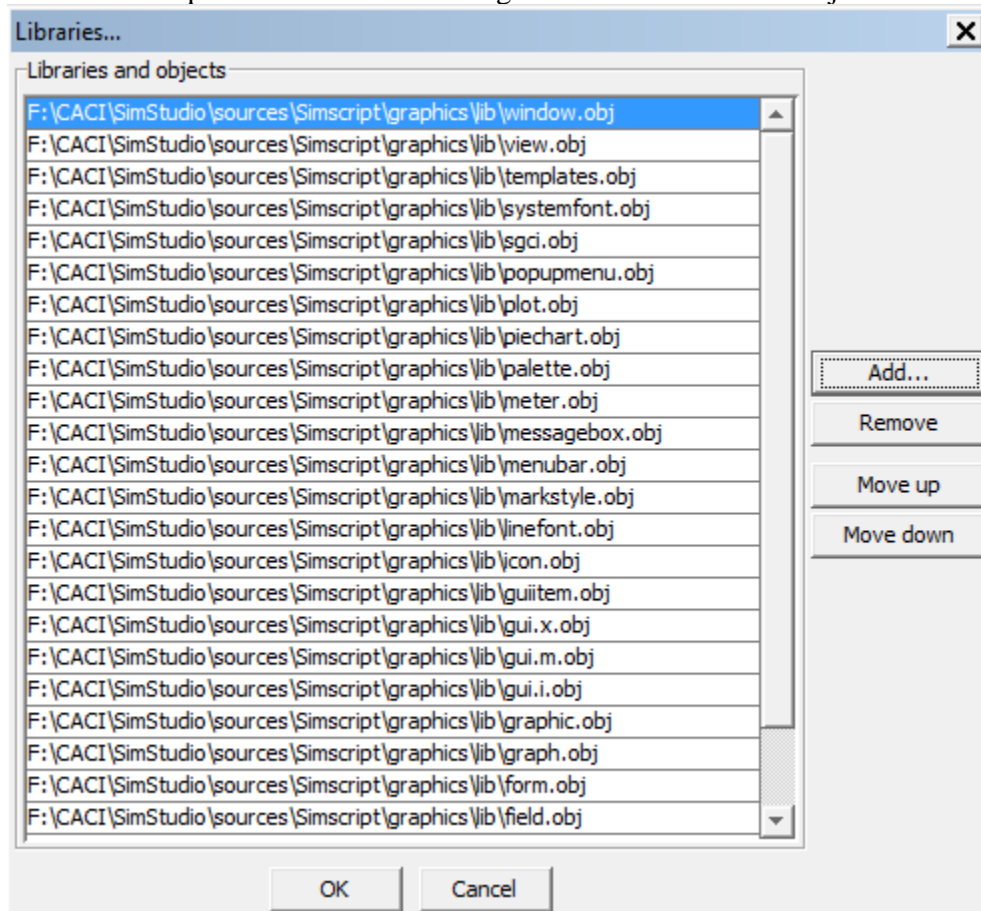 Libraries...
Libraries and objects
F:\CACI\SimStudio\sources\Simscript\graphics\lib\window.obj
F:\CACI\SimStudio\sources\Simscript\graphics\lib\view.obj
F:\CACI\SimStudio\sources\Simscript\graphics\lib\templates.obj
F:\CACI\SimStudio\sources\Simscript\graphics\lib\systemfont.obj
F:\CACI\SimStudio\sources\Simscript\graphics\lib\sgci.obj
F:\CACI\SimStudio\sources\Simscript\graphics\lib\popupmenu.obj
F:\CACI\SimStudio\sources\Simscript\graphics\lib\plot.obj
F:\CACI\SimStudio\sources\Simscript\graphics\lib\piechart.obj
F:\CACI\SimStudio\sources\Simscript\graphics\lib\palette.obj
F:\CACI\SimStudio\sources\Simscript\graphics\lib\meter.obj
F:\CACI\SimStudio\sources\Simscript\graphics\lib\messagebox.obj
F:\CACI\SimStudio\sources\Simscript\graphics\lib\menubar.obj
F:\CACI\SimStudio\sources\Simscript\graphics\lib\markstyle.obj
F:\CACI\SimStudio\sources\Simscript\graphics\lib\linefont.obj
F:\CACI\SimStudio\sources\Simscript\graphics\lib\icon.obj
F:\CACI\SimStudio\sources\Simscript\graphics\lib\guiitem.obj
F:\CACI\SimStudio\sources\Simscript\graphics\lib\gui.x.obj
F:\CACI\SimStudio\sources\Simscript\graphics\lib\gui.m.obj
F:\CACI\SimStudio\sources\Simscript\graphics\lib\gui.i.obj
F:\CACI\SimStudio\sources\Simscript\graphics\lib\graphic.obj
F:\CACI\SimStudio\sources\Simscript\graphics\lib\graph.obj
F:\CACI\SimStudio\sources\Simscript\graphics\lib\form.obj
F:\CACI\SimStudio\sources\Simscript\graphics\lib\field.obj
Add...
Remove
Move up
Move down
OK
Cancel